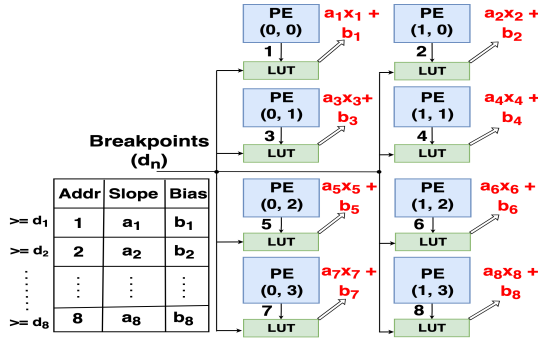 PE
(0, 0)
1
LUT
a₁x₁ +
b₁
PE
(1, 0)
2
LUT
a₂x₂ +
b₂
PE
(0, 1)
3
LUT
a₃x₃+
b₃
PE
(1, 1)
4
LUT
a₄x₄ +
b₄
Breakpoints
(dₙ)
PE
(0, 2)
5
LUT
a₅x₅ +
b₅
PE
(1, 2)
6
LUT
a₆x₆ +
b₆
PE
(0, 3)
7
LUT
a₇x₇ +
b₇
PE
(1, 3)
8
LUT
a₈x₈ +
b₈
Addr Slope Bias
>= d₁ 1 a₁ b₁
>= d₂ 2 a₂ b₂
>= d₈ 8 a₈ b₈